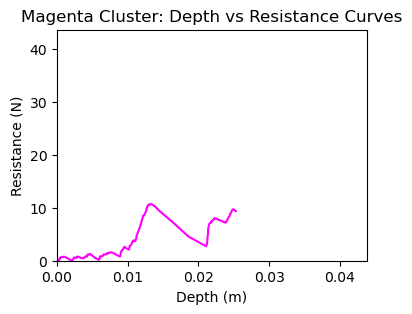 Magenta Cluster: Depth vs Resistance Curves
40
30
20
10
0
Resistance (N)
0.00 0.01 0.02 0.03 0.04
Depth (m)